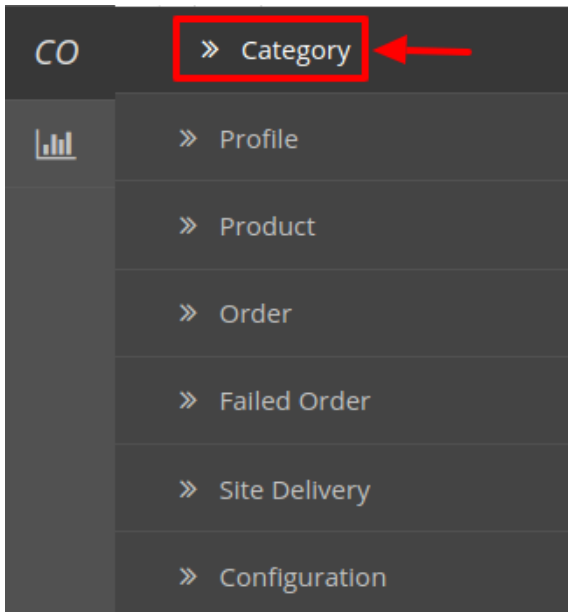 CO
» Category
» Profile
» Product
» Order
» Failed Order
» Site Delivery
» Configuration